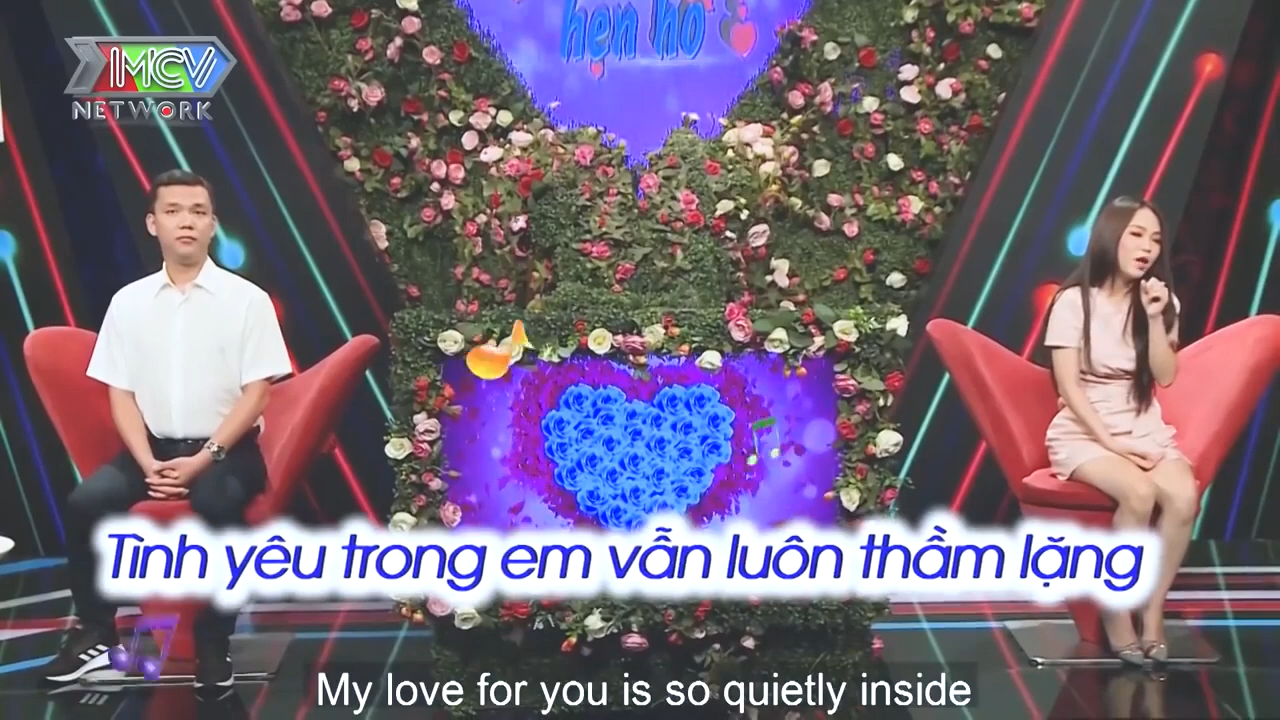 hẹn hò
MCV
NETWORK
Tình yêu trong em vẫn luôn thầm lặng
My love for you is so quietly inside